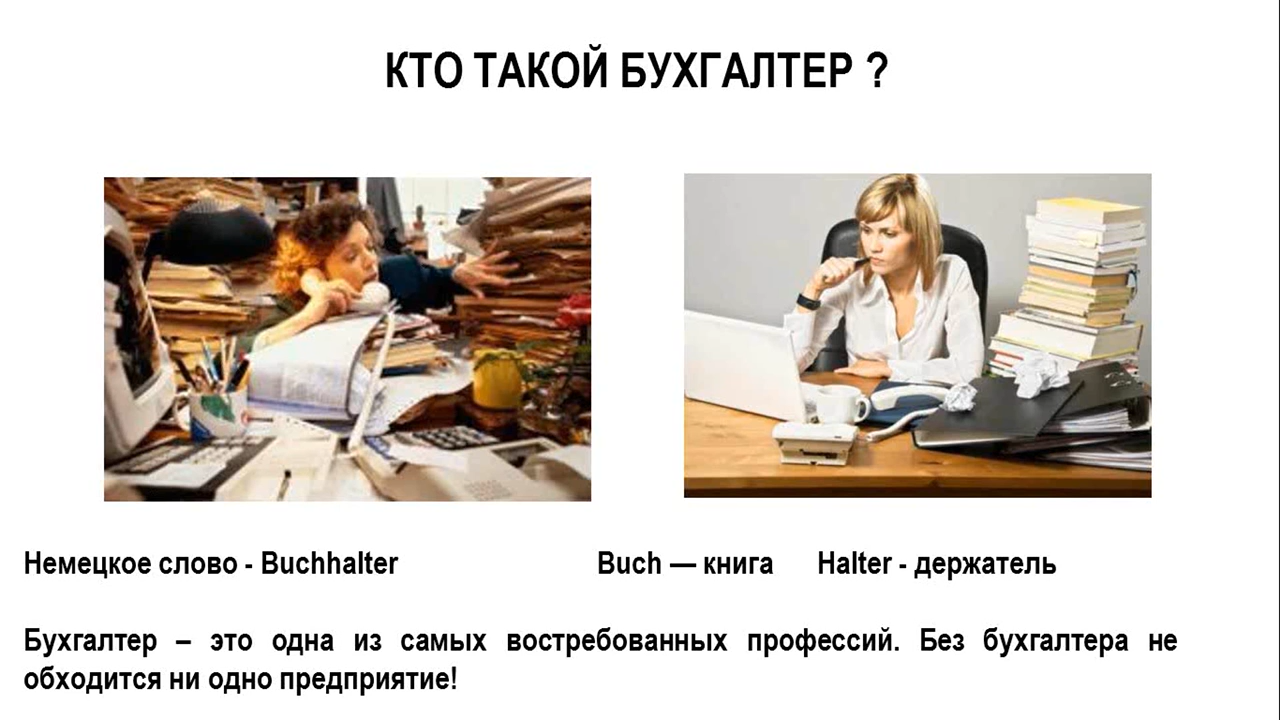 КТО ТАКОЙ БУХГАЛТЕР ?
Немецкое слово - Buchhalter Buch — книга Halter - держатель
Бухгалтер – это одна из самых востребованных профессий. Без бухгалтера не
обходится ни одно предприятие!